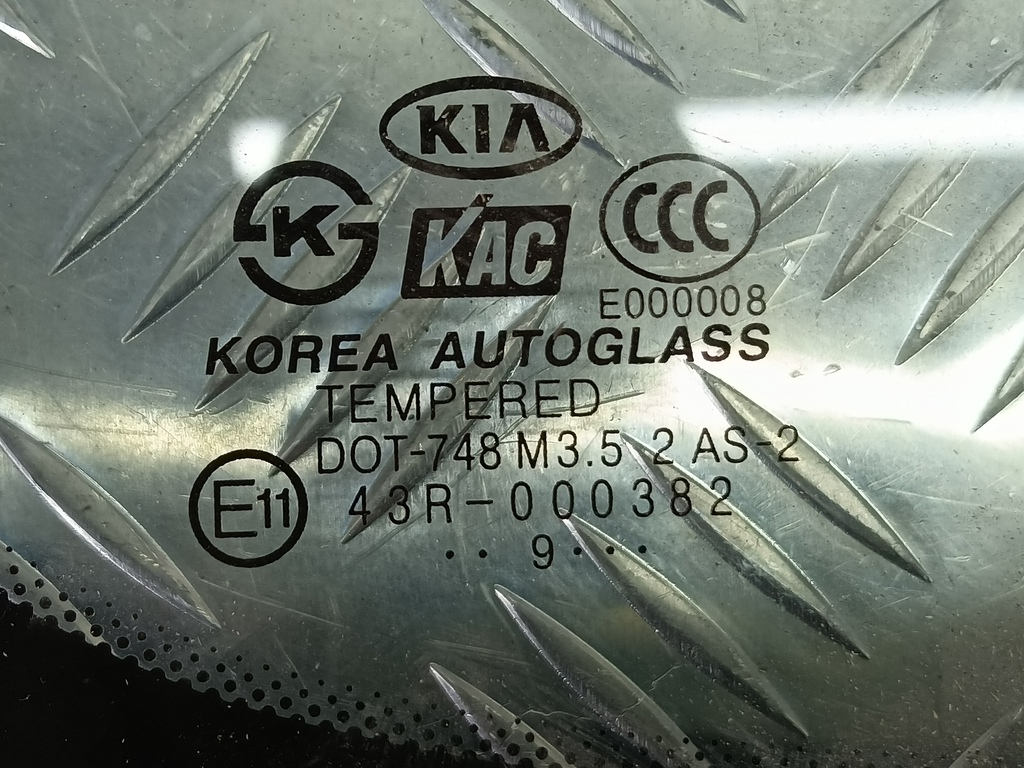 KIA
K
KAC
CCC
E000008
KOREA AUTOGLASS
TEMPERED
DOT-748 M3.5 2 AS-2
E11
43R-000382
.. 9...